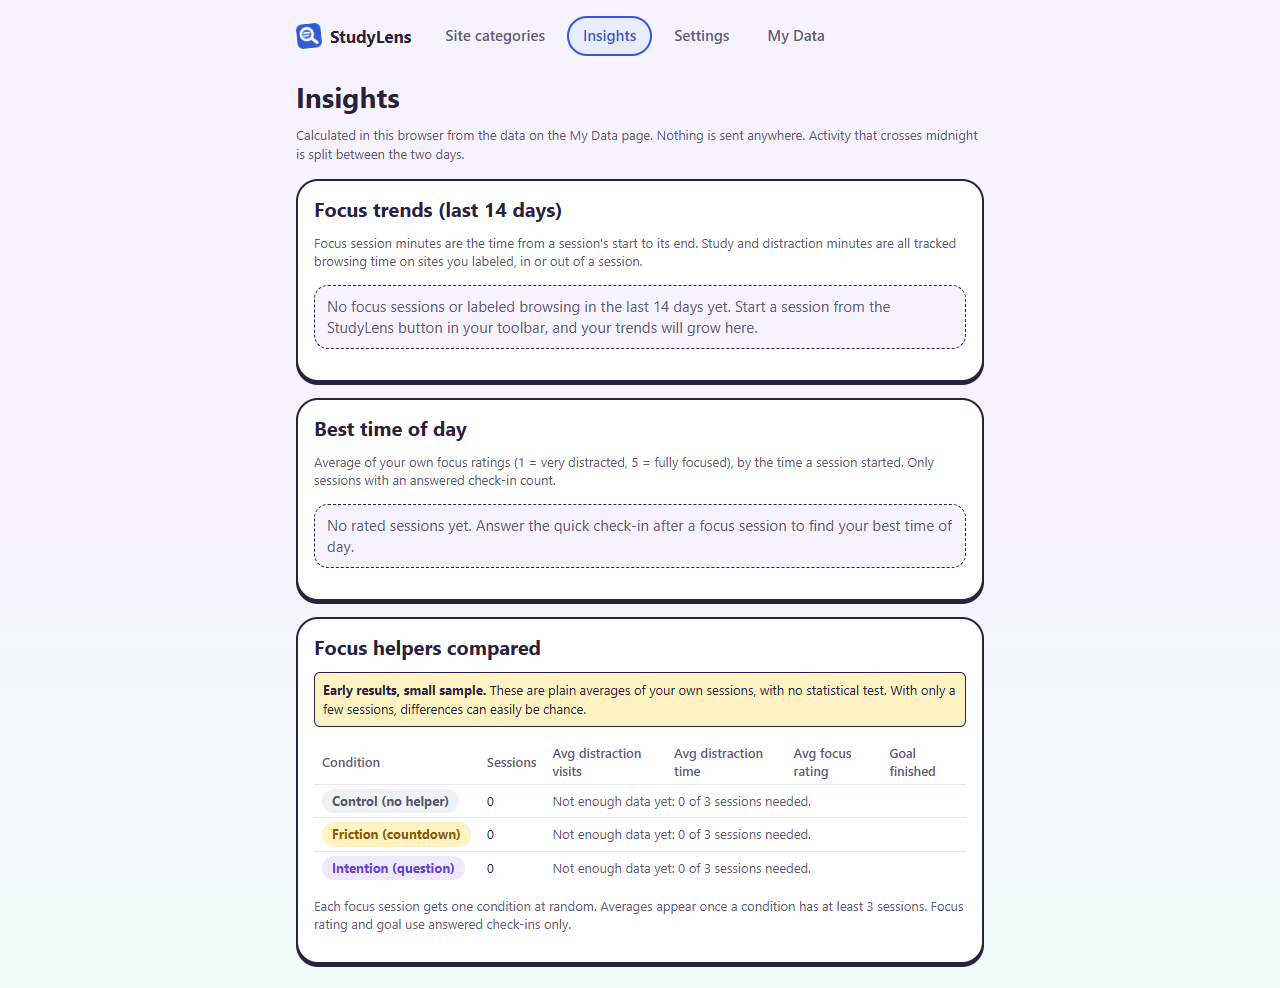 StudyLens
Site categories
Insights
Settings
My Data
Insights
Calculated in this browser from the data on the My Data page. Nothing is sent anywhere. Activity that crosses midnight
is split between the two days.
Focus trends (last 14 days)
Focus session minutes are the time from a session's start to its end. Study and distraction minutes are all tracked
browsing time on sites you labeled, in or out of a session.
No focus sessions or labeled browsing in the last 14 days yet. Start a session from the
StudyLens button in your toolbar, and your trends will grow here.
Best time of day
Average of your own focus ratings (1 = very distracted, 5 = fully focused), by the time a session started. Only
sessions with an answered check-in count.
No rated sessions yet. Answer the quick check-in after a focus session to find your best time of
day.
Focus helpers compared
Early results, small sample. These are plain averages of your own sessions, with no statistical test. With only a
few sessions, differences can easily be chance.
Condition Sessions Avg distraction visits Avg distraction time Avg focus rating Goal finished
Control (no helper) 0 Not enough data yet: 0 of 3 sessions needed.
Friction (countdown) 0 Not enough data yet: 0 of 3 sessions needed.
Intention (question) 0 Not enough data yet: 0 of 3 sessions needed.
Each focus session gets one condition at random. Averages appear once a condition has at least 3 sessions. Focus
rating and goal use answered check-ins only.